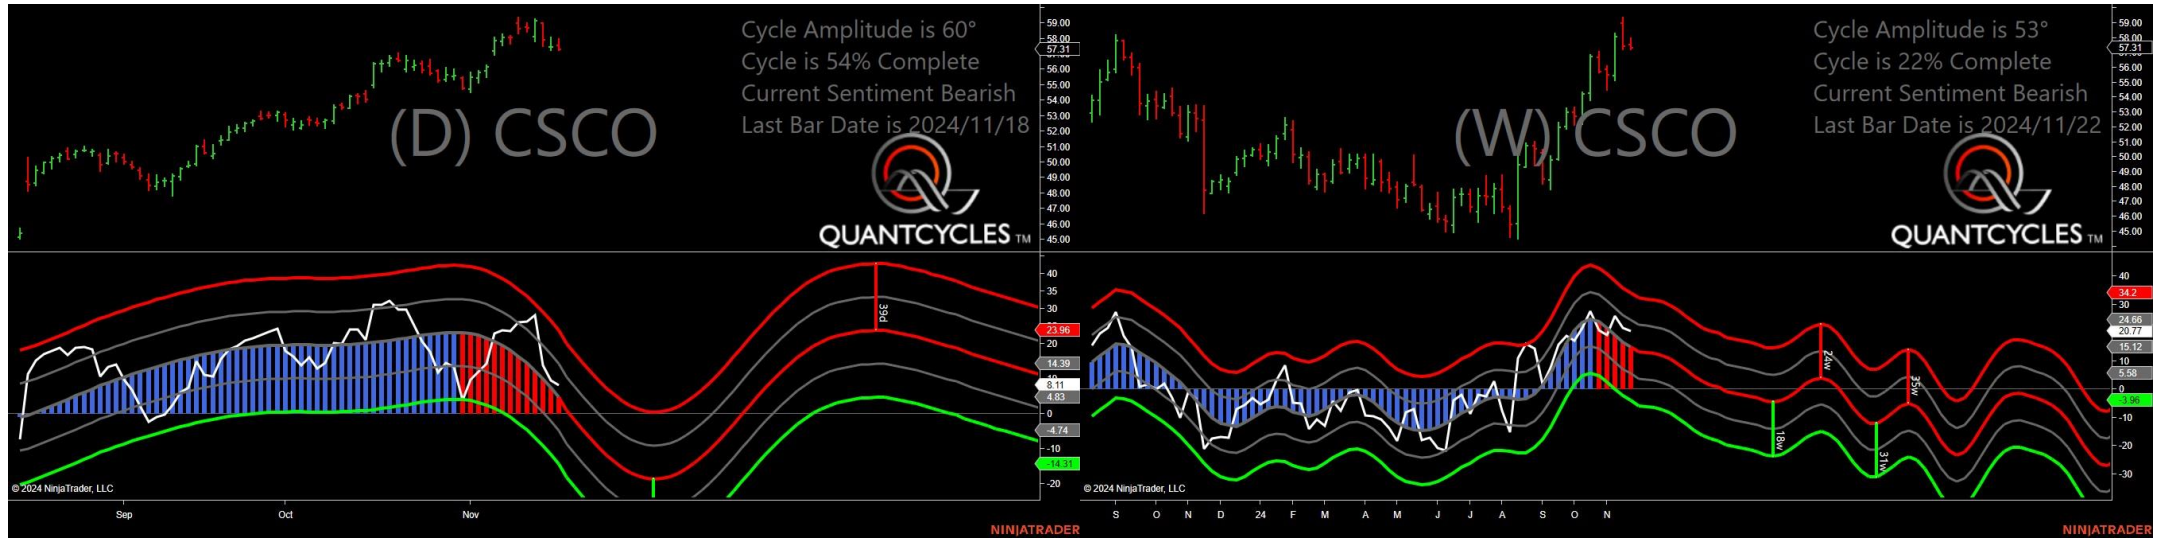 Cycle Amplitude is 60°
Cycle is 54% Complete
Current Sentiment Bearish
Last Bar Date is 2024/11/18
(D) CSCO
QUANTCYCLES TM
59.00
58.00
57.31
56.00
55.00
54.00
53.00
52.00
51.00
50.00
49.00
48.00
47.00
46.00
45.00
39d
40
35
30
23.96
20
14.39
10
8.11
4.83
0
-4.74
-10
-14.31
-20
© 2024 NinjaTrader, LLC
Sep Oct Nov
NINJATRADER
Cycle Amplitude is 53°
Cycle is 22% Complete
Current Sentiment Bearish
Last Bar Date is 2024/11/22
(W) CSCO
QUANTCYCLES TM
59.00
58.00
57.31
56.00
55.00
54.00
53.00
52.00
51.00
50.00
49.00
48.00
47.00
46.00
45.00
24w
35w
18w
31w
40
34.2
30
24.66
20.77
15.12
10
5.58
0
-3.96
-10
-20
-30
© 2024 NinjaTrader, LLC
S O N D 24 F M A M J J A S O N
NINJATRADER